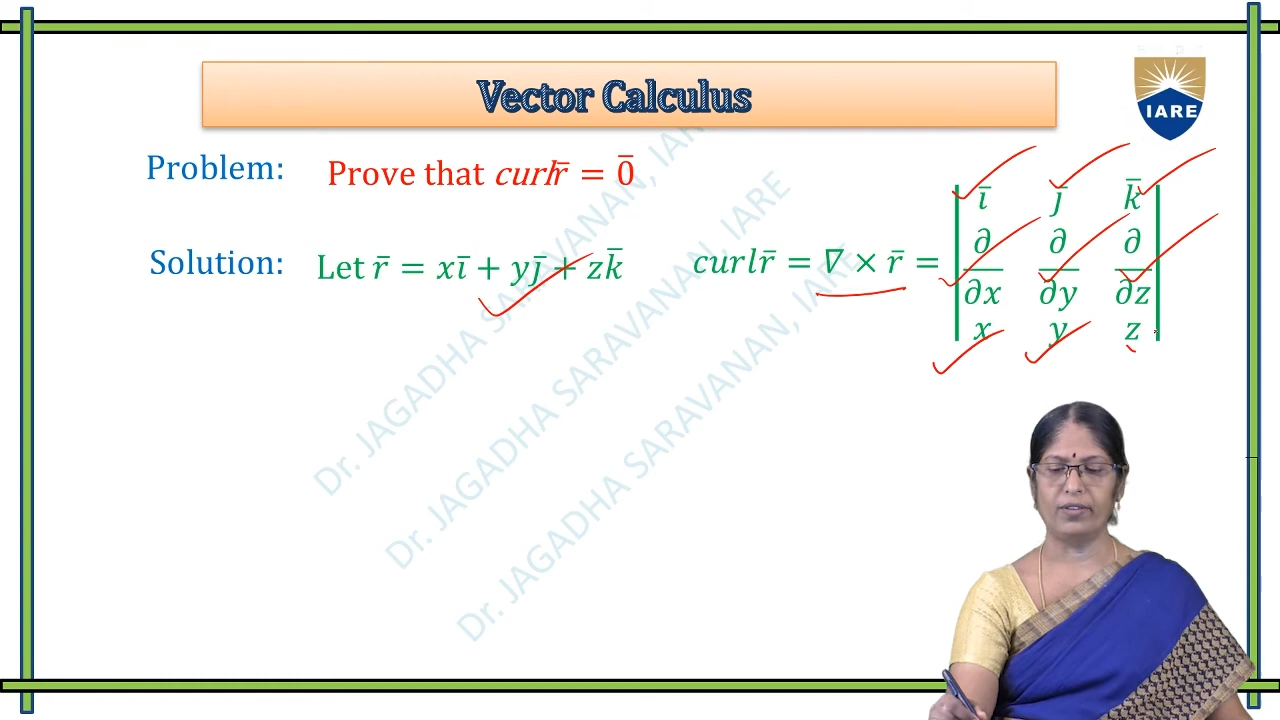 Vector Calculus
IARE
Problem: Prove that curl r̄ = 0̄
Solution: Let r̄ = xī + yj̄ + zk̄
curl r̄ = ∇ × r̄ =
ī j̄ k̄
∂/∂x ∂/∂y ∂/∂z
x y z
Dr. JAGADHA SARAVANAN, IARE
Dr. JAGADHA SARAVANAN, IARE
Dr. JAGADHA SARAVANAN, IARE